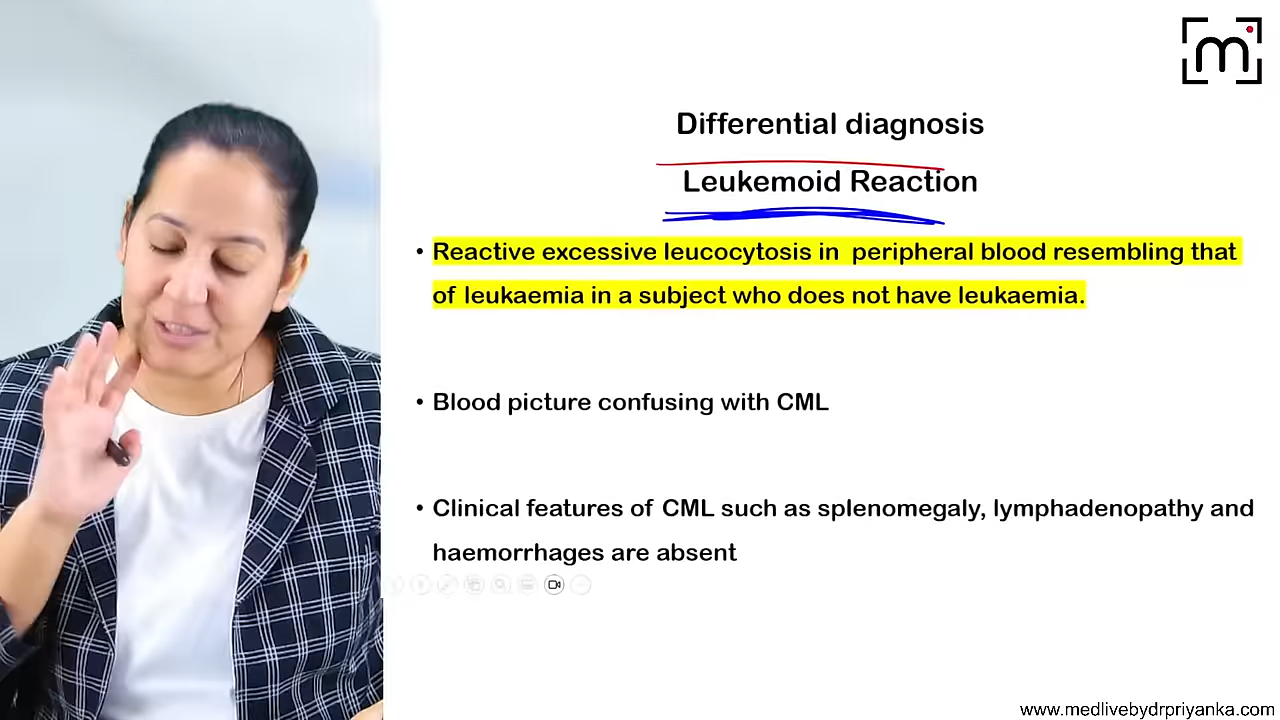 m
Differential diagnosis
Leukemoid Reaction
• Reactive excessive leucocytosis in peripheral blood resembling that
of leukaemia in a subject who does not have leukaemia.
• Blood picture confusing with CML
• Clinical features of CML such as splenomegaly, lymphadenopathy and
haemorrhages are absent
www.medlivebydrpriyanka.com